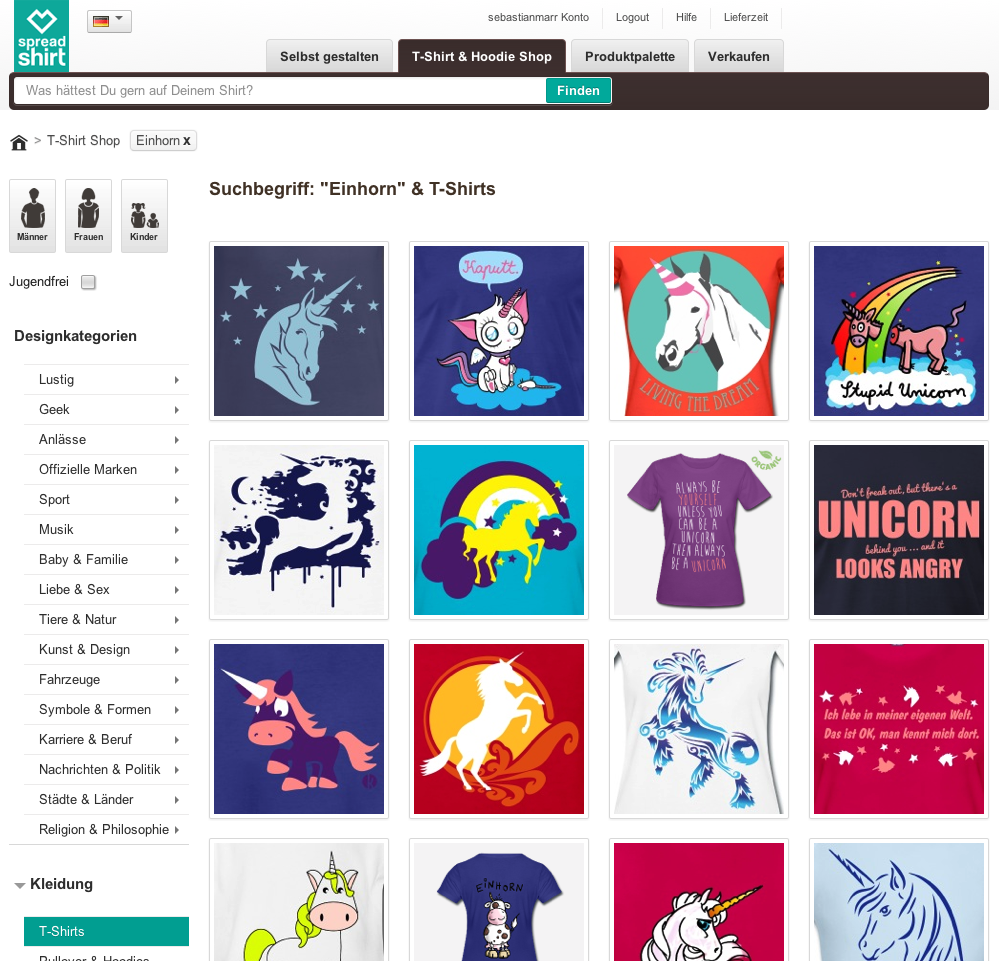 spread
shirt
sebastianmarr Konto
Logout
Hilfe
Lieferzeit
Selbst gestalten
T-Shirt & Hoodie Shop
Produktpalette
Verkaufen
Was hättest Du gern auf Deinem Shirt?
Finden
> T-Shirt Shop
Einhorn x
Männer
Frauen
Kinder
Jugendfrei
Designkategorien
Lustig
Geek
Anlässe
Offizielle Marken
Sport
Musik
Baby & Familie
Liebe & Sex
Tiere & Natur
Kunst & Design
Fahrzeuge
Symbole & Formen
Karriere & Beruf
Nachrichten & Politik
Städte & Länder
Religion & Philosophie
Kleidung
T-Shirts
Pullover & Hoodies
Suchbegriff: "Einhorn" & T-Shirts
Kaputt.
LIVING THE DREAM
Stupid Unicorn
ORGANIC
ALWAYS BE
YOURSELF
UNLESS YOU
CAN BE A
UNICORN
THEN ALWAYS
BE A UNICORN
Don't freak out, but there's a
UNICORN
behind you ... and it
LOOKS ANGRY
Ich lebe in meiner eigenen Welt.
Das ist OK, man kennt mich dort.
EINHORN